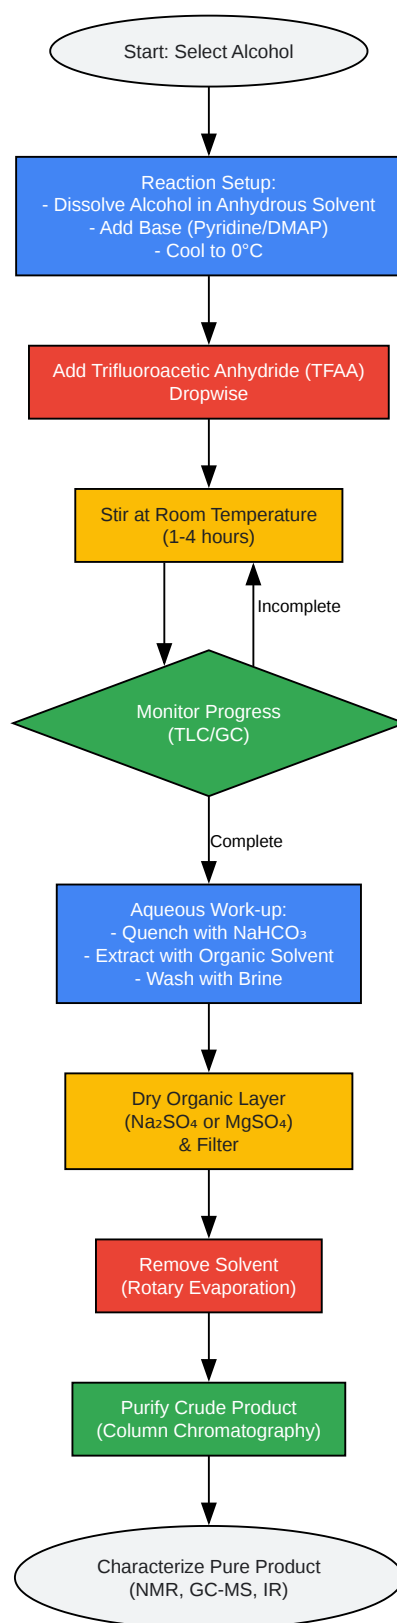 Start: Select Alcohol
Reaction Setup:
- Dissolve Alcohol in Anhydrous Solvent
- Add Base (Pyridine/DMAP)
- Cool to 0°C
Add Trifluoroacetic Anhydride (TFAA)
Dropwise
Stir at Room Temperature
(1-4 hours)
Incomplete
Monitor Progress
(TLC/GC)
Complete
Aqueous Work-up:
- Quench with NaHCO₃
- Extract with Organic Solvent
- Wash with Brine
Dry Organic Layer
(Na₂SO₄ or MgSO₄)
& Filter
Remove Solvent
(Rotary Evaporation)
Purify Crude Product
(Column Chromatography)
Characterize Pure Product
(NMR, GC-MS, IR)